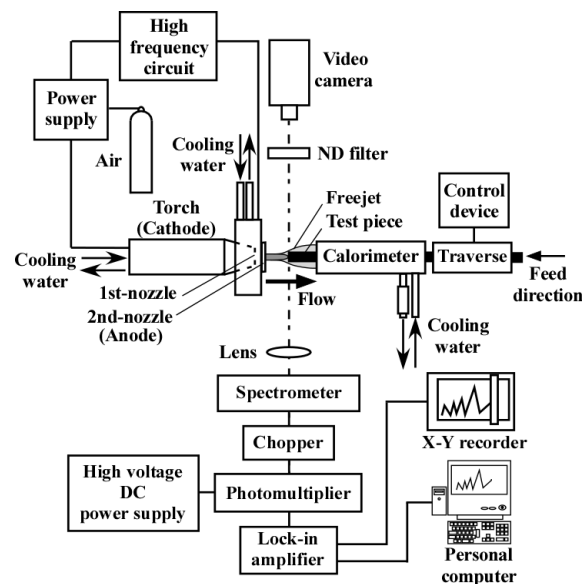 High
frequency
circuit
Video
camera
Power
supply
Air
Cooling
water
ND filter
Torch
(Cathode)
Freejet
Test piece
Control
device
Calorimeter
Traverse
Cooling
water
1st-nozzle
2nd-nozzle
(Anode)
Flow
Feed
direction
Cooling
water
Lens
Spectrometer
Chopper
X-Y recorder
High voltage
DC
power supply
Photomultiplier
Lock-in
amplifier
Personal
computer